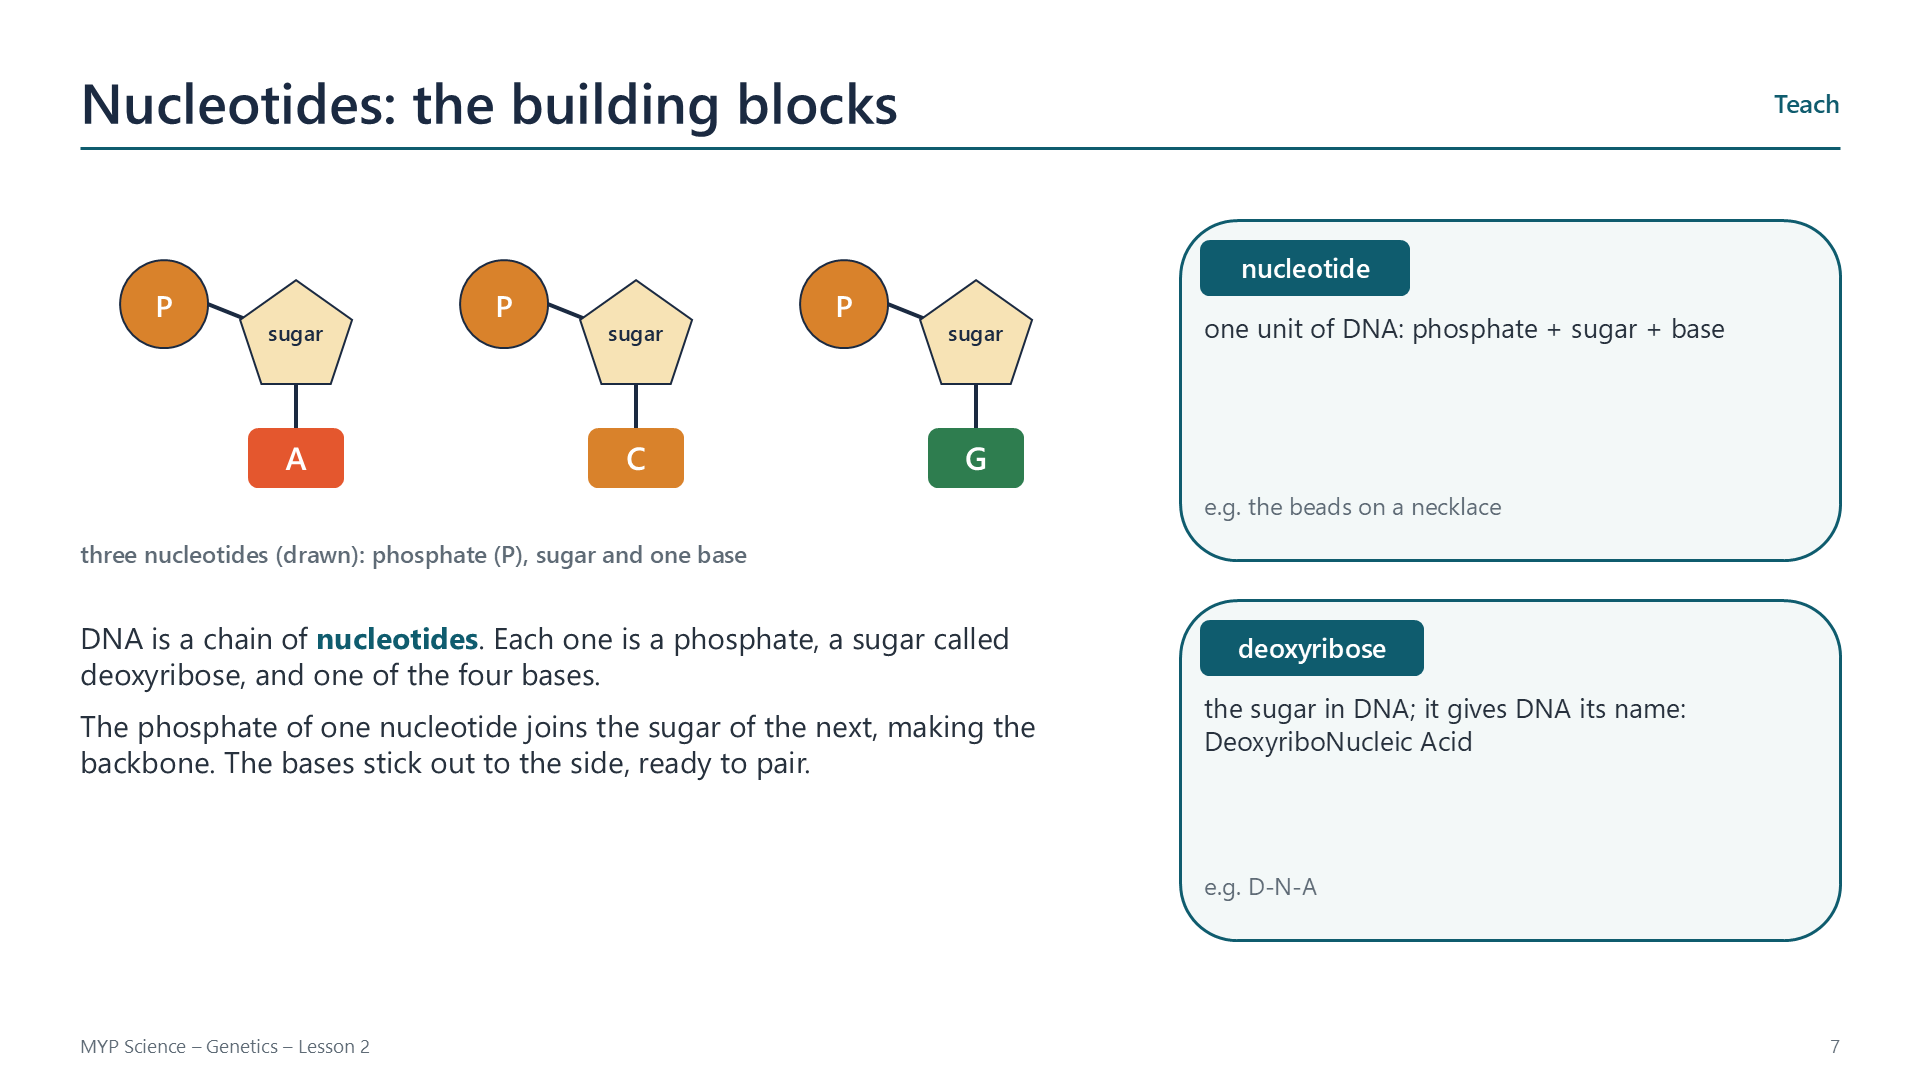 Nucleotides: the building blocks
Teach
P
sugar
A
P
sugar
C
P
sugar
G
three nucleotides (drawn): phosphate (P), sugar and one base
DNA is a chain of nucleotides. Each one is a phosphate, a sugar called
deoxyribose, and one of the four bases.
The phosphate of one nucleotide joins the sugar of the next, making the
backbone. The bases stick out to the side, ready to pair.
nucleotide
one unit of DNA: phosphate + sugar + base
e.g. the beads on a necklace
deoxyribose
the sugar in DNA; it gives DNA its name:
DeoxyriboNucleic Acid
e.g. D-N-A
MYP Science – Genetics – Lesson 2
7